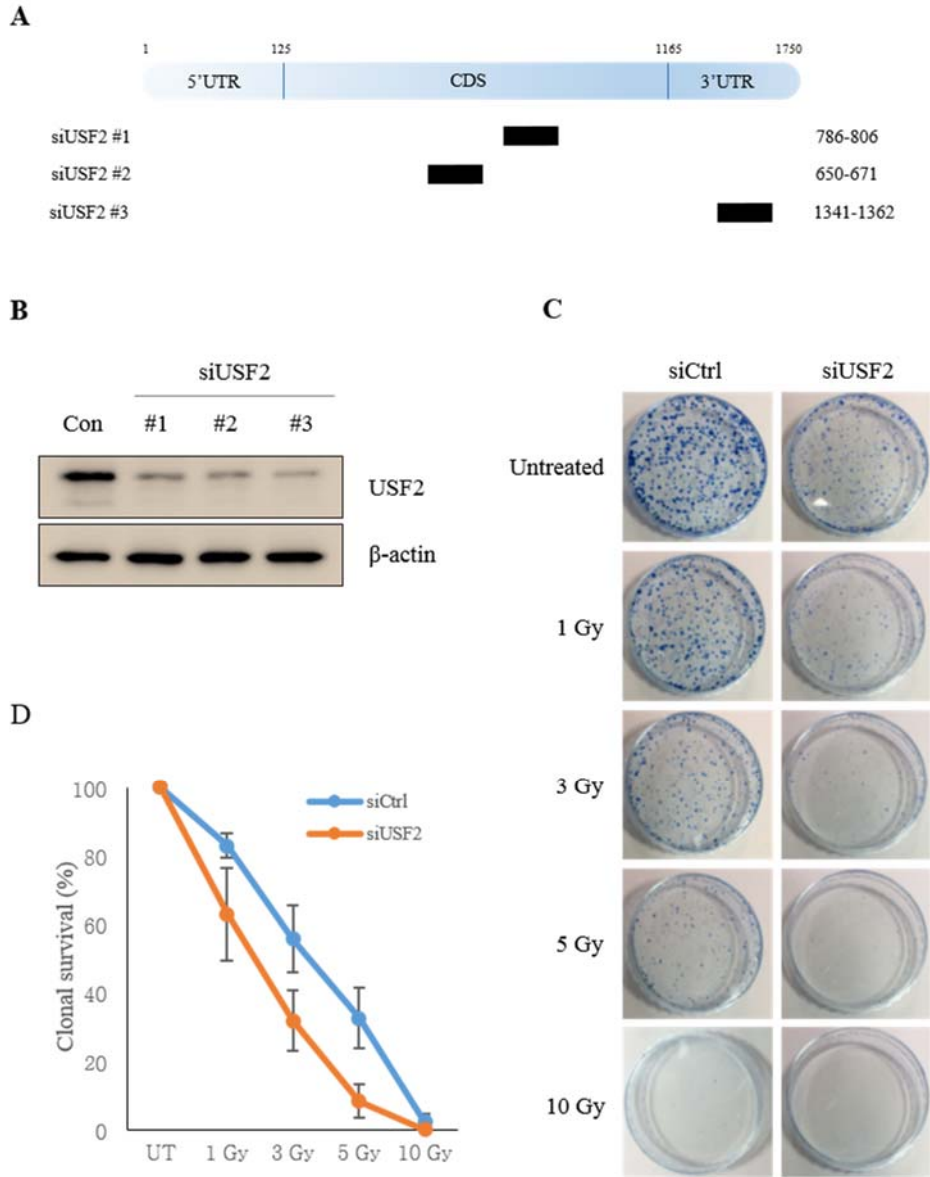 A
1 125 1165 1750
5'UTR CDS 3'UTR
siUSF2 #1 786-806
siUSF2 #2 650-671
siUSF2 #3 1341-1362
B
siUSF2
Con #1 #2 #3
USF2
β-actin
C
siCtrl siUSF2
Untreated
1 Gy
3 Gy
5 Gy
10 Gy
D
Clonal survival (%)
100
80
60
40
20
0
siCtrl
siUSF2
UT 1 Gy 3 Gy 5 Gy 10 Gy